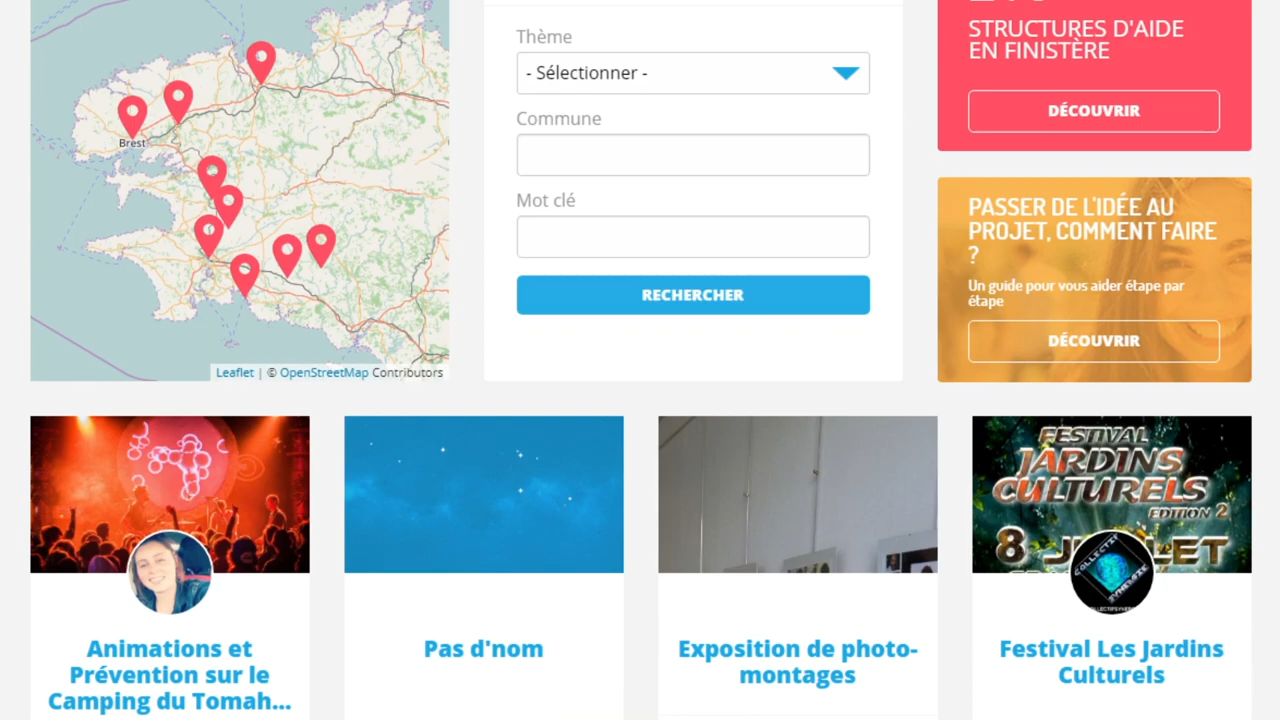 Brest
Leaflet | © OpenStreetMap Contributors
Thème
- Sélectionner -
Commune
Mot clé
RECHERCHER
STRUCTURES D'AIDE
EN FINISTÈRE
DÉCOUVRIR
PASSER DE L'IDÉE AU
PROJET, COMMENT FAIRE
?
Un guide pour vous aider étape par
étape
DÉCOUVRIR
Animations et
Prévention sur le
Camping du Tomah...
Pas d'nom
Exposition de photo-
montages
FESTIVAL
JARDINS
CULTURELS
EDITION 2
8
COLLECTIF
Festival Les Jardins
Culturels